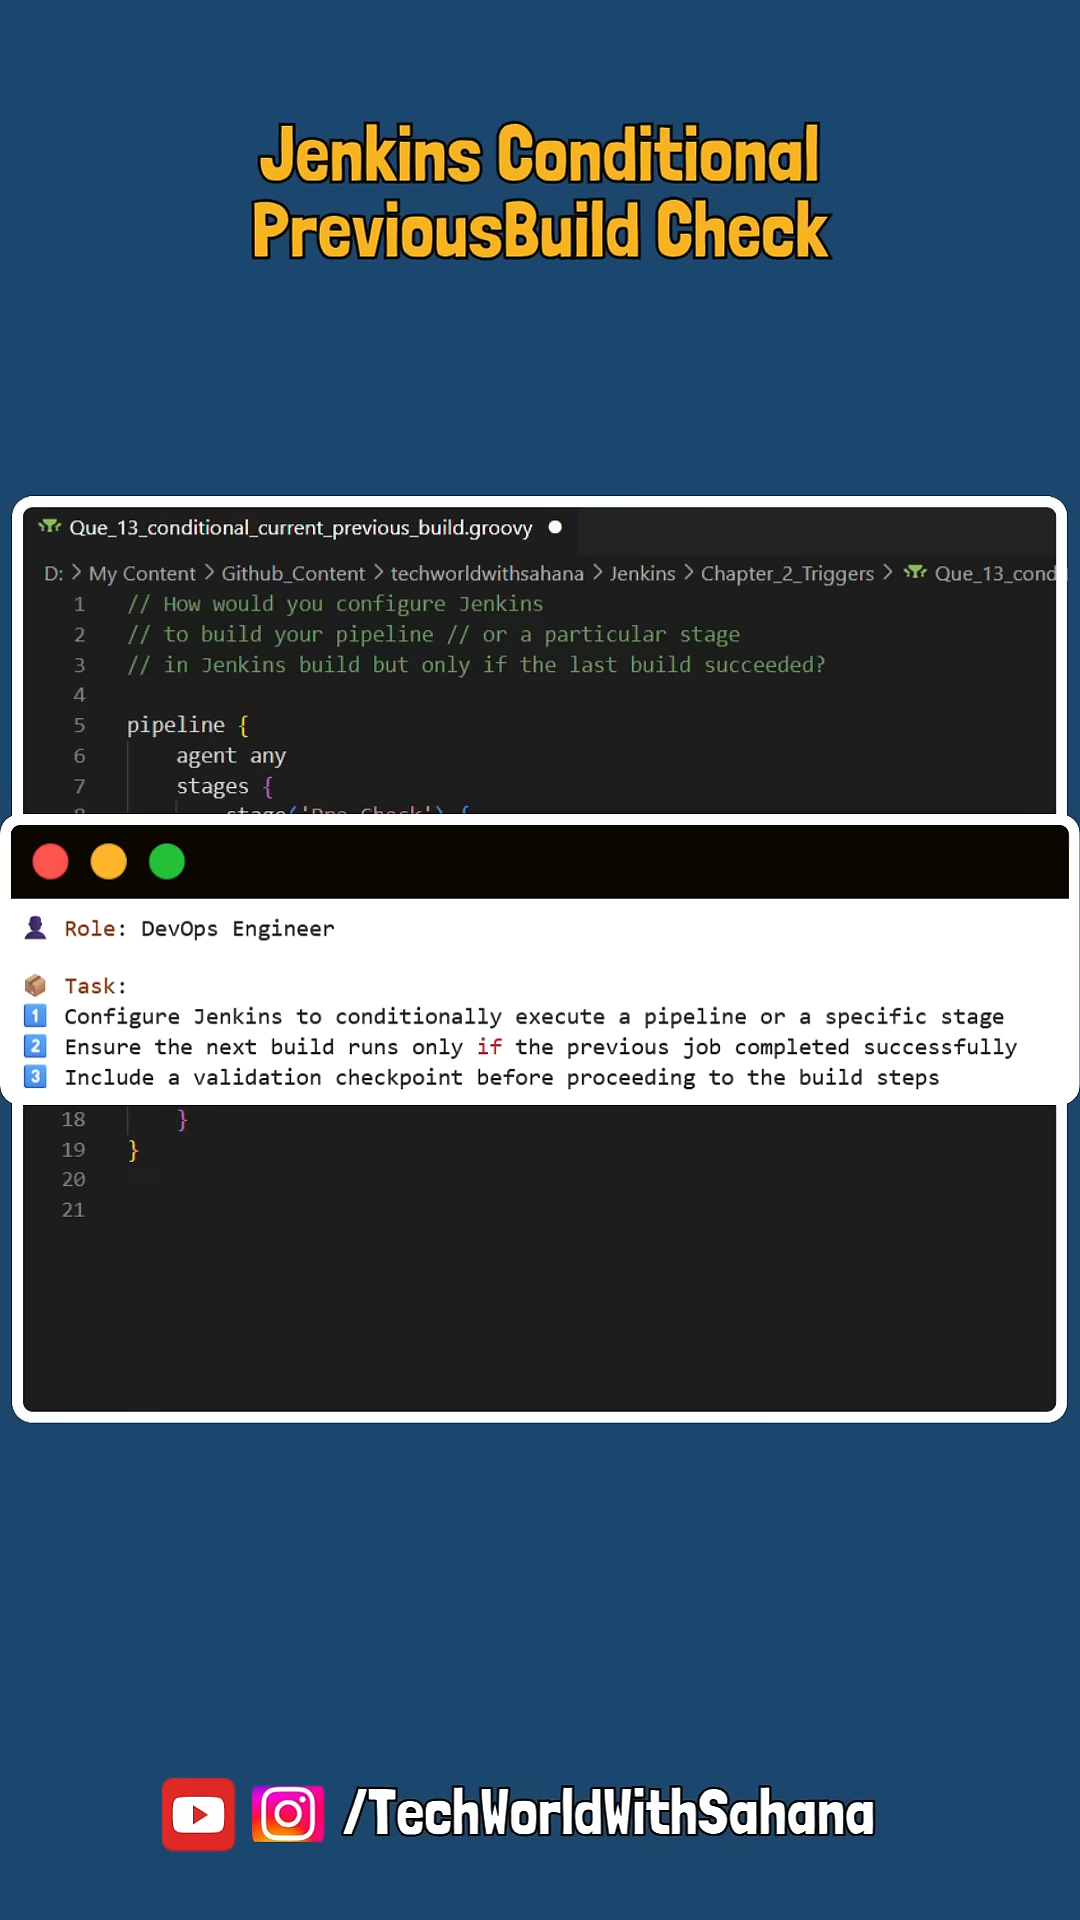 Jenkins Conditional
PreviousBuild Check
Que_13_conditional_current_previous_build.groovy
D: > My Content > Github_Content > techworldwithsahana > Jenkins > Chapter_2_Triggers > Que_13_cond
1 // How would you configure Jenkins
2 // to build your pipeline // or a particular stage
3 // in Jenkins build but only if the last build succeeded?
4
5 pipeline {
6 agent any
7 stages {
8 stage('Pre-Check') {
Role: DevOps Engineer
Task:
1 Configure Jenkins to conditionally execute a pipeline or a specific stage
2 Ensure the next build runs only if the previous job completed successfully
3 Include a validation checkpoint before proceeding to the build steps
18 }
19 }
20
21
/TechWorldWithSahana